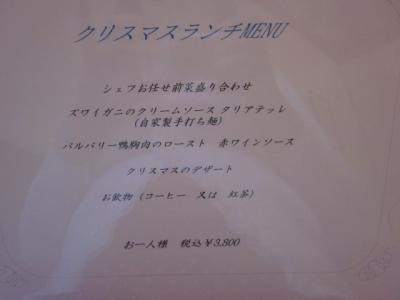 クリスマスランチMENU
シェフお任せ前菜盛り合わせ
ズワイガニのクリームソース タリアテッレ
(自家製手打ち麺)
バルバリー鴨胸肉のロースト 赤ワインソース
クリスマスのデザート
お飲物 (コーヒー 又は 紅茶)
お一人様 税込¥3,800